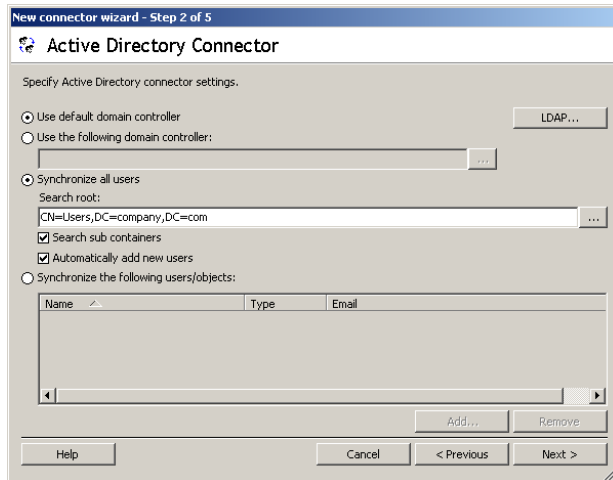 New connector wizard - Step 2 of 5
Active Directory Connector
Specify Active Directory connector settings.
Use default domain controller
LDAP...
Use the following domain controller:
...
Synchronize all users
Search root:
CN=Users,DC=company,DC=com
...
Search sub containers
Automatically add new users
Synchronize the following users/objects:
Name Type Email
Add... Remove
Help Cancel < Previous Next >